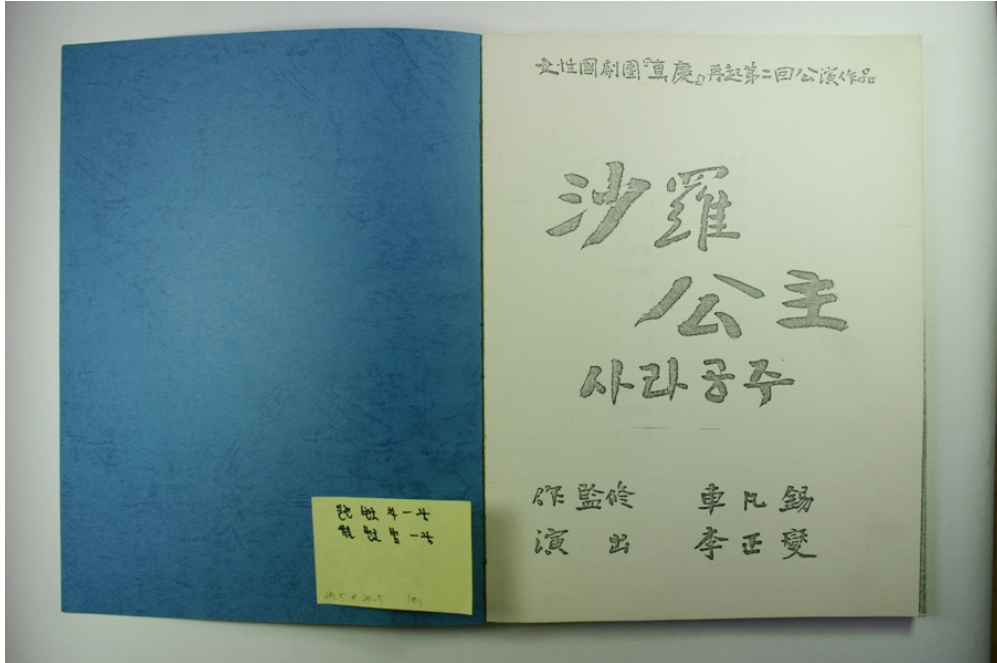 女性國劇團『眞慶』再起第二回公演作品
沙羅
公主
사라공주
作監修 車凡錫
演出 李正燮